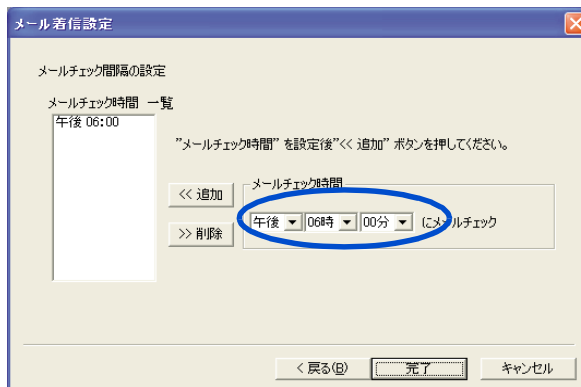 メール着信設定
メールチェック間隔の設定
メールチェック時間 一覧
午後 06:00
”メールチェック時間” を設定後”<< 追加” ボタンを押してください。
<< 追加
>> 削除
メールチェック時間
午後 06時 00分 にメールチェック
< 戻る(B) 完了 キャンセル